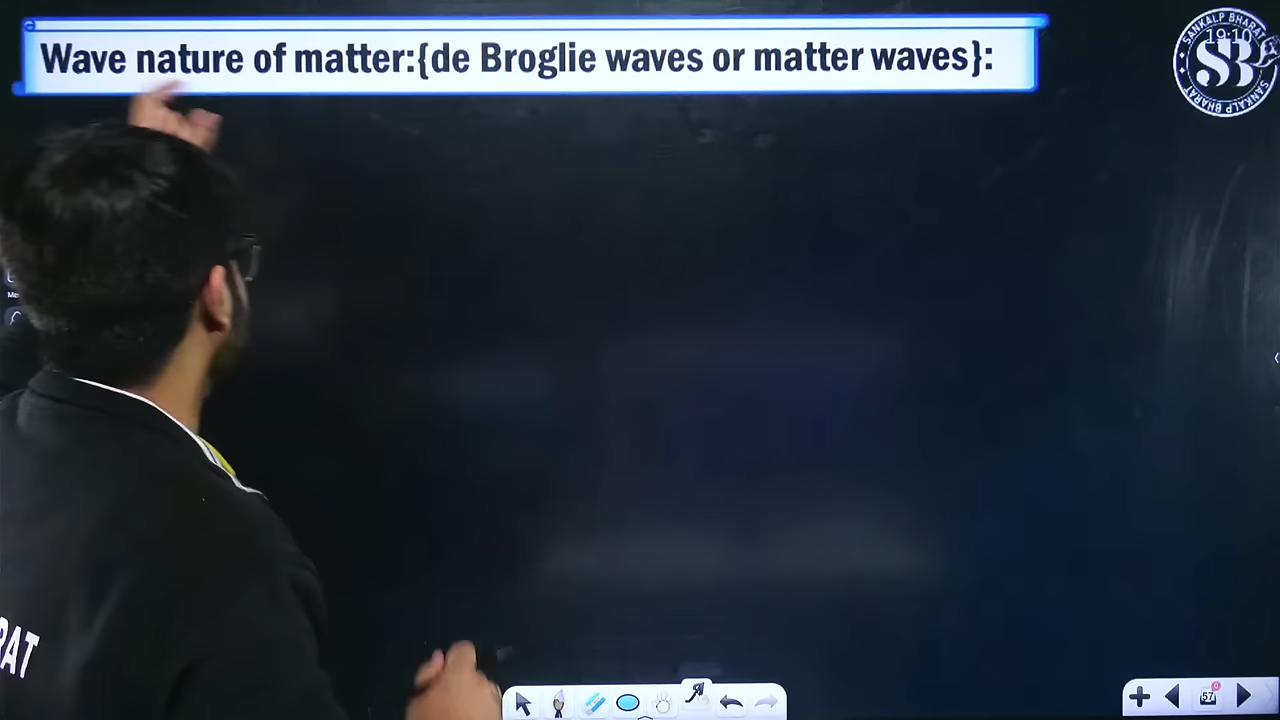 Wave nature of matter:{de Broglie waves or matter waves}:
SANKALP BHARAT
19:10
SB
SANKALP BHARAT
RAT
57